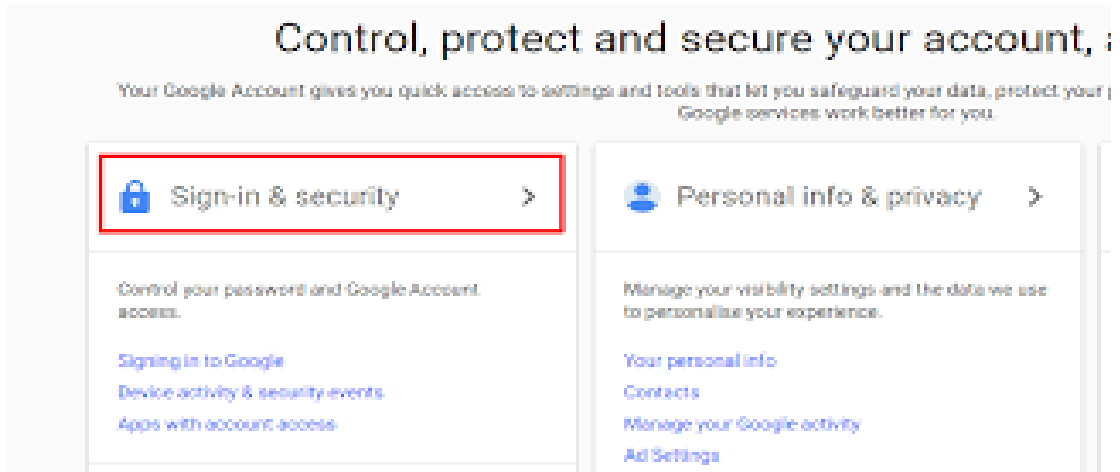 Control, protect and secure your account,
Your Google Account gives you quick access to settings and tools that let you safeguard your data, protect your
Google services work better for you.
Sign-in & security
Control your password and Google Account
access.
Signing in to Google
Device activity & security events
Apps with account access
Personal info & privacy
Manage your visibility settings and the data we use
to personalise your experience.
Your personal info
Contacts
Manage your Google activity
Ad Settings